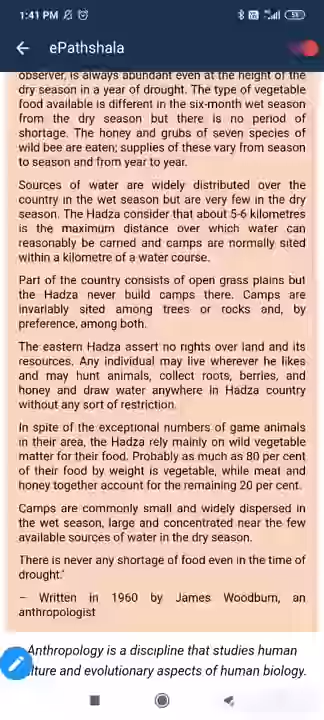 1:41 PM
58
ePathshala
observer, is always abundant even at the height of the
dry season in a year of drought. The type of vegetable
food available is different in the six-month wet season
from the dry season but there is no period of
shortage. The honey and grubs of seven species of
wild bee are eaten; supplies of these vary from season
to season and from year to year.
Sources of water are widely distributed over the
country in the wet season but are very few in the dry
season. The Hadza consider that about 5-6 kilometres
is the maximum distance over which water can
reasonably be carried and camps are normally sited
within a kilometre of a water course.
Part of the country consists of open grass plains but
the Hadza never build camps there. Camps are
invariably sited among trees or rocks and, by
preference, among both.
The eastern Hadza assert no rights over land and its
resources. Any individual may live wherever he likes
and may hunt animals, collect roots, berries, and
honey and draw water anywhere in Hadza country
without any sort of restriction.
In spite of the exceptional numbers of game animals
in their area, the Hadza rely mainly on wild vegetable
matter for their food. Probably as much as 80 per cent
of their food by weight is vegetable, while meat and
honey together account for the remaining 20 per cent.
Camps are commonly small and widely dispersed in
the wet season, large and concentrated near the few
available sources of water in the dry season.
There is never any shortage of food even in the time of
drought.'
– Written in 1960 by James Woodburn, an
anthropologist
Anthropology is a discipline that studies human
and evolutionary aspects of human biology.